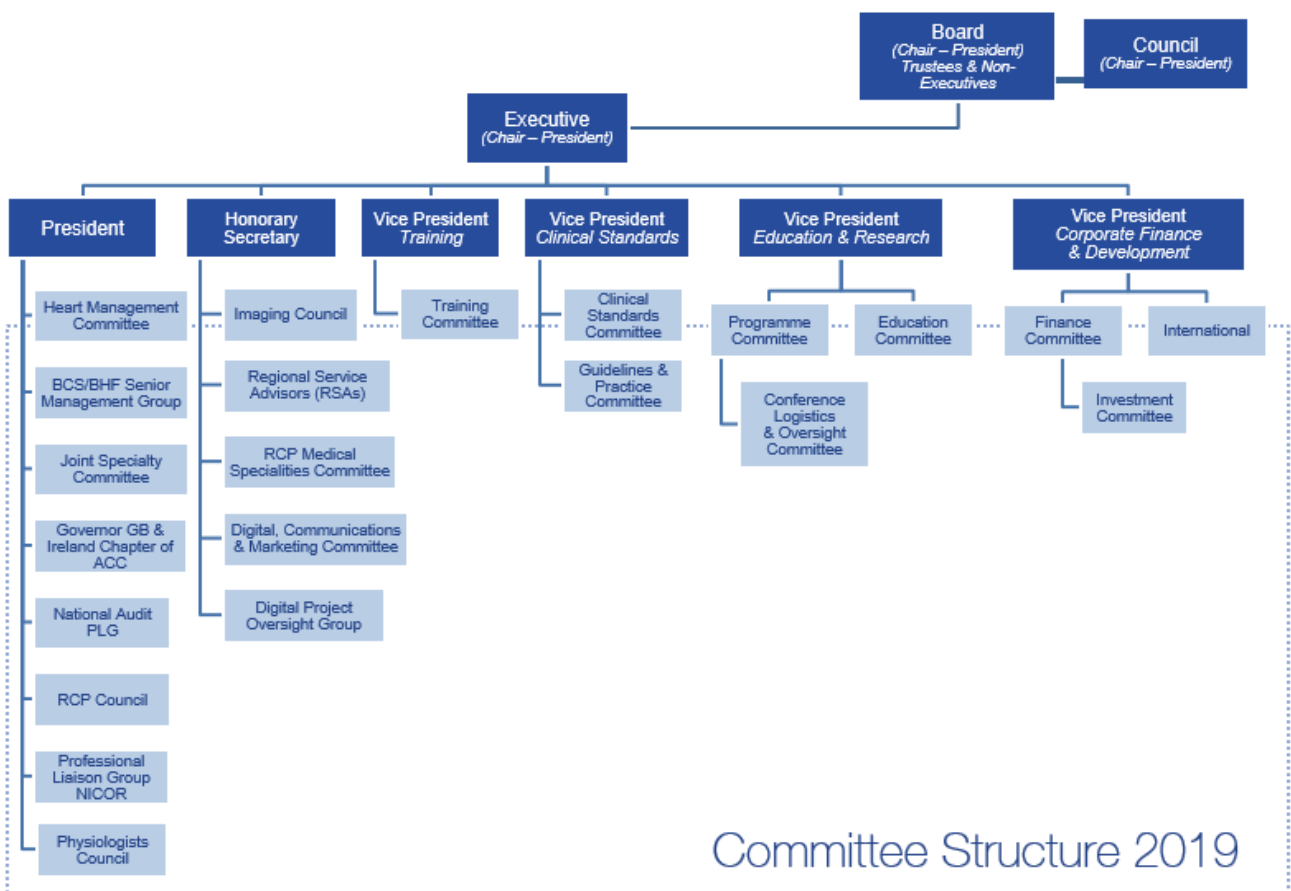 Board
(Chair – President)
Trustees & Non-
Executives
Council
(Chair – President)
Executive
(Chair – President)
President
Honorary
Secretary
Vice President
Training
Vice President
Clinical Standards
Vice President
Education & Research
Vice President
Corporate Finance
& Development
Heart Management
Committee
BCS/BHF Senior
Management Group
Joint Specialty
Committee
Governor GB &
Ireland Chapter of
ACC
National Audit
PLG
RCP Council
Professional
Liaison Group
NICOR
Physiologists
Council
Imaging Council
Regional Service
Advisors (RSAs)
RCP Medical
Specialities Committee
Digital, Communications
& Marketing Committee
Digital Project
Oversight Group
Training
Committee
Clinical
Standards
Committee
Guidelines &
Practice
Committee
Programme
Committee
Education
Committee
Conference
Logistics
& Oversight
Committee
Finance
Committee
International
Investment
Committee
Committee Structure 2019